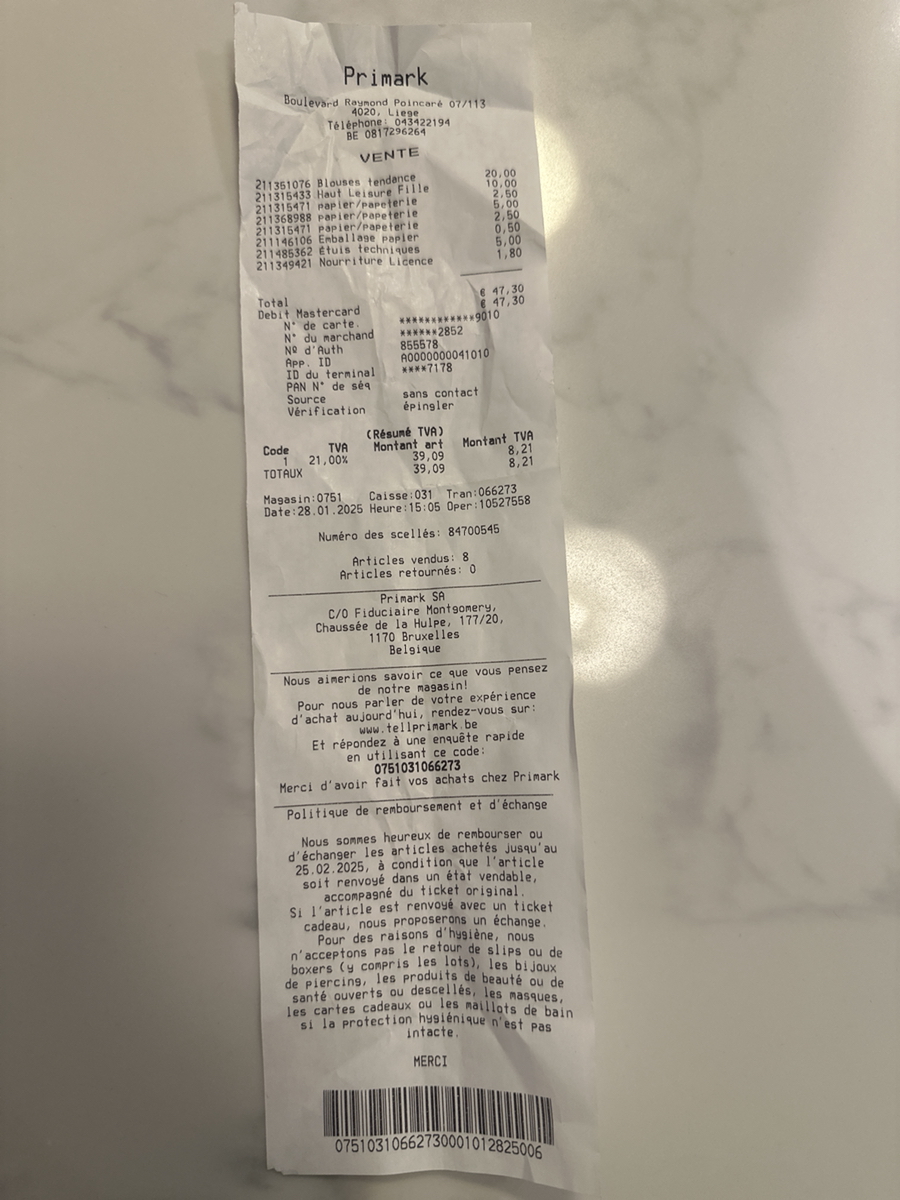 Primark
Boulevard Raymond Poincaré 07/113
4020, Liege
Téléphone: 043422194
BE 0817296264
VENTE
211351076 Blouses tendance 20,00
211315433 Haut Leisure Fille 10,00
211315471 papier/papeterie 2,50
211368988 papier/papeterie 5,00
211315471 papier/papeterie 2,50
211146106 Emballage papier 0,50
211485362 Étuis techniques 5,00
211349421 Nourriture Licence 1,80
Total € 47,30
Debit Mastercard € 47,30
N° de carte. ************9010
N° du marchand ******2852
Nº d'Auth 855578
App. ID A0000000041010
ID du terminal ****7178
PAN N° de séq
Source sans contact
Vérification épingler
(Résumé TVA)
Code TVA Montant art Montant TVA
1 21,00% 39,09 8,21
TOTAUX 39,09 8,21
Magasin:0751 Caisse:031 Tran:066273
Date:28.01.2025 Heure:15:05 Oper:10527558
Numéro des scellés: 84700545
Articles vendus: 8
Articles retournés: 0
Primark SA
C/O Fiduciaire Montgomery,
Chaussée de la Hulpe, 177/20,
1170 Bruxelles
Belgique
Nous aimerions savoir ce que vous pensez
de notre magasin!
Pour nous parler de votre expérience
d'achat aujourd'hui, rendez-vous sur:
www.tellprimark.be
Et répondez à une enquête rapide
en utilisant ce code:
0751031066273
Merci d'avoir fait vos achats chez Primark
Politique de remboursement et d'échange
Nous sommes heureux de rembourser ou
d'échanger les articles achetés jusqu'au
25.02.2025, à condition que l'article
soit renvoyé dans un état vendable,
accompagné du ticket original.
Si l'article est renvoyé avec un ticket
cadeau, nous proposerons un échange.
Pour des raisons d'hygiène, nous
n'acceptons pas le retour de slips ou de
boxers (y compris les lots), les bijoux
de piercing, les produits de beauté ou de
santé ouverts ou descellés, les masques,
les cartes cadeaux ou les maillots de bain
si la protection hygiénique n'est pas
intacte.
MERCI
07510310662730001012825006